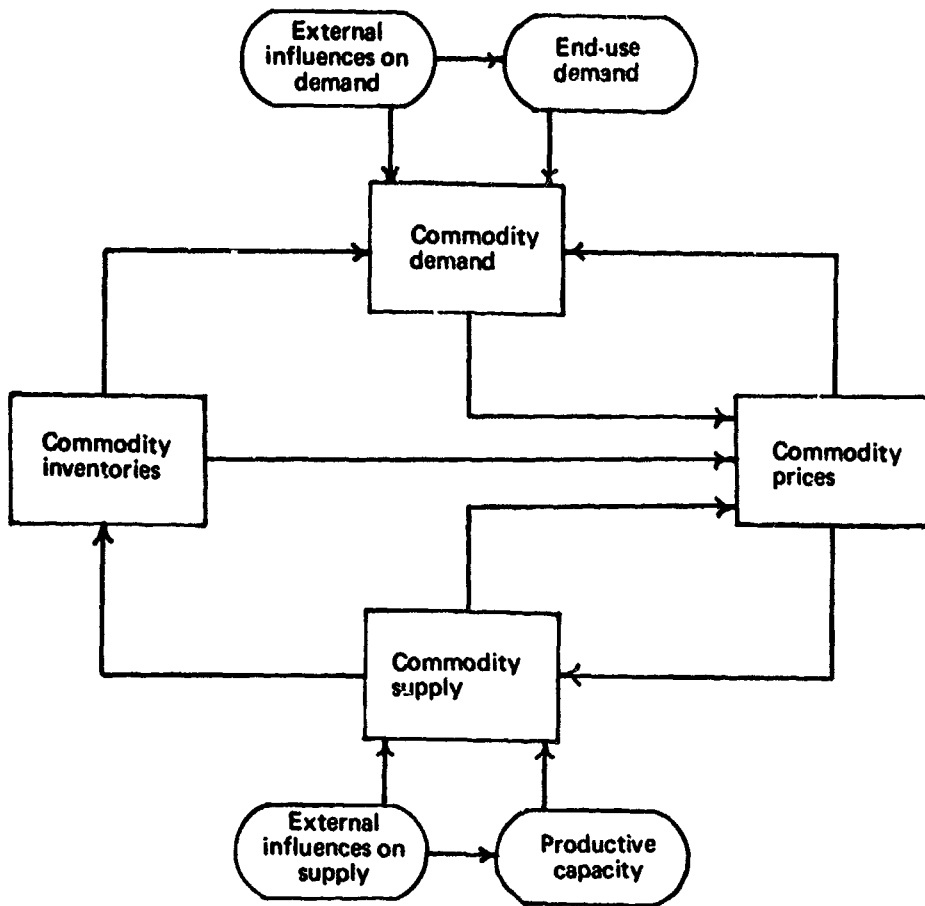 External
influences on
demand
End-use
demand
Commodity
demand
Commodity
inventories
Commodity
prices
Commodity
supply
External
influences on
supply
Productive
capacity